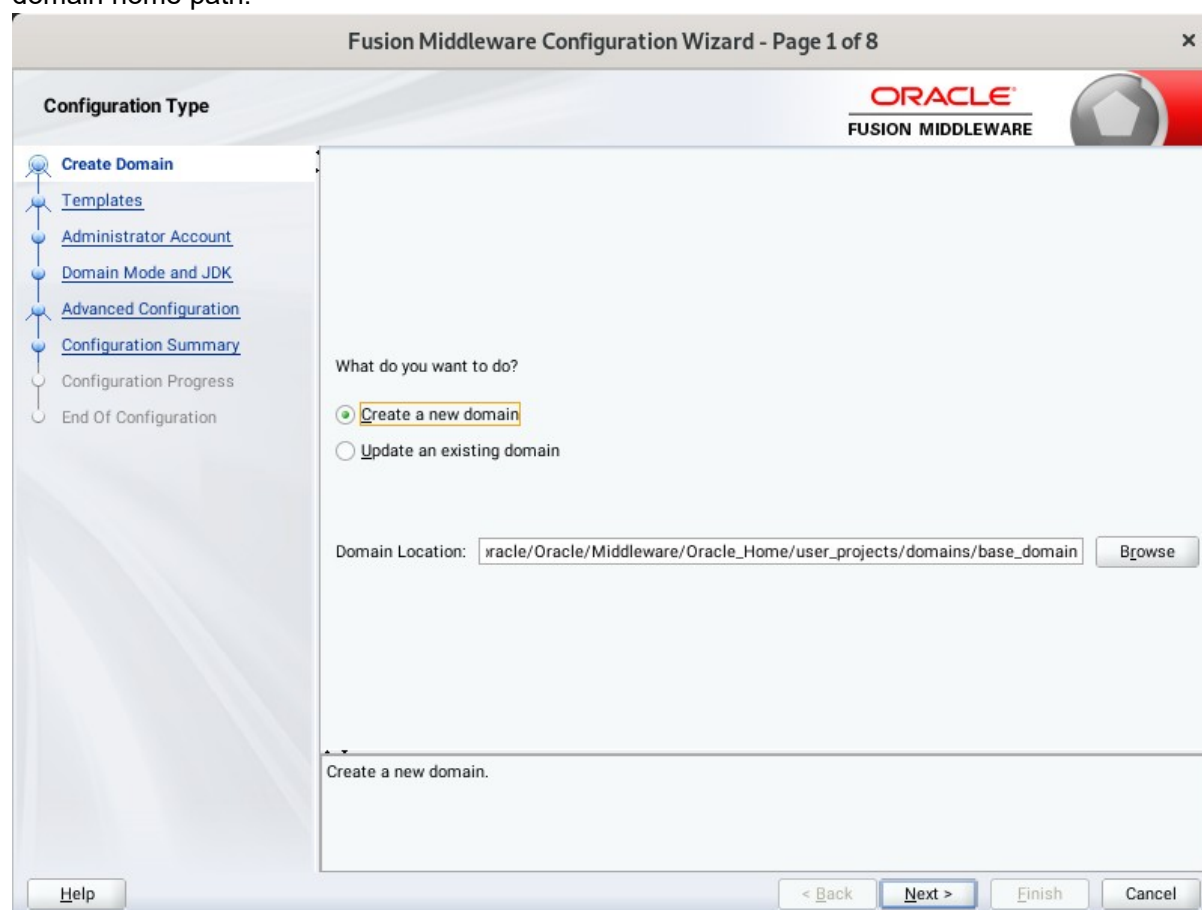 domain home path.
Fusion Middleware Configuration Wizard - Page 1 of 8
Configuration Type
ORACLE
FUSION MIDDLEWARE
Create Domain
Templates
Administrator Account
Domain Mode and JDK
Advanced Configuration
Configuration Summary
Configuration Progress
End Of Configuration
What do you want to do?
Create a new domain
Update an existing domain
Domain Location: racle/Oracle/Middleware/Oracle_Home/user_projects/domains/base_domain Browse
Create a new domain.
Help < Back Next > Finish Cancel